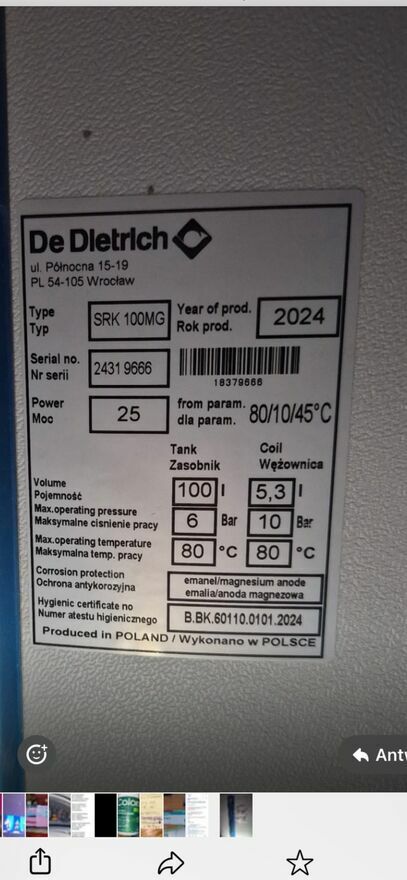 De Dietrich
ul. Północna 15-19
PL 54-105 Wrocław
Type
Typ
SRK 100MG
Year of prod.
Rok prod.
2024
Serial no.
Nr serii
2431 9666
18379666
Power
Moc
25
from param.
dla param.
80/10/45°C
Tank
Zasobnik
Coil
Wężownica
Volume
Pojemność
100 l
5,3 l
Max.operating pressure
Maksymalne cisnienie pracy
6 Bar
10 Bar
Max.operating temperature
Maksymalna temp. pracy
80 °C
80 °C
Corrosion protection
Ochrona antykorozyjna
emanel/magnesium anode
emalia/anoda magnezowa
Hygienic certificate no
Numer atestu higienicznego
B.BK.60110.0101.2024
Produced in POLAND / Wykonano w POLSCE
Antw
Color